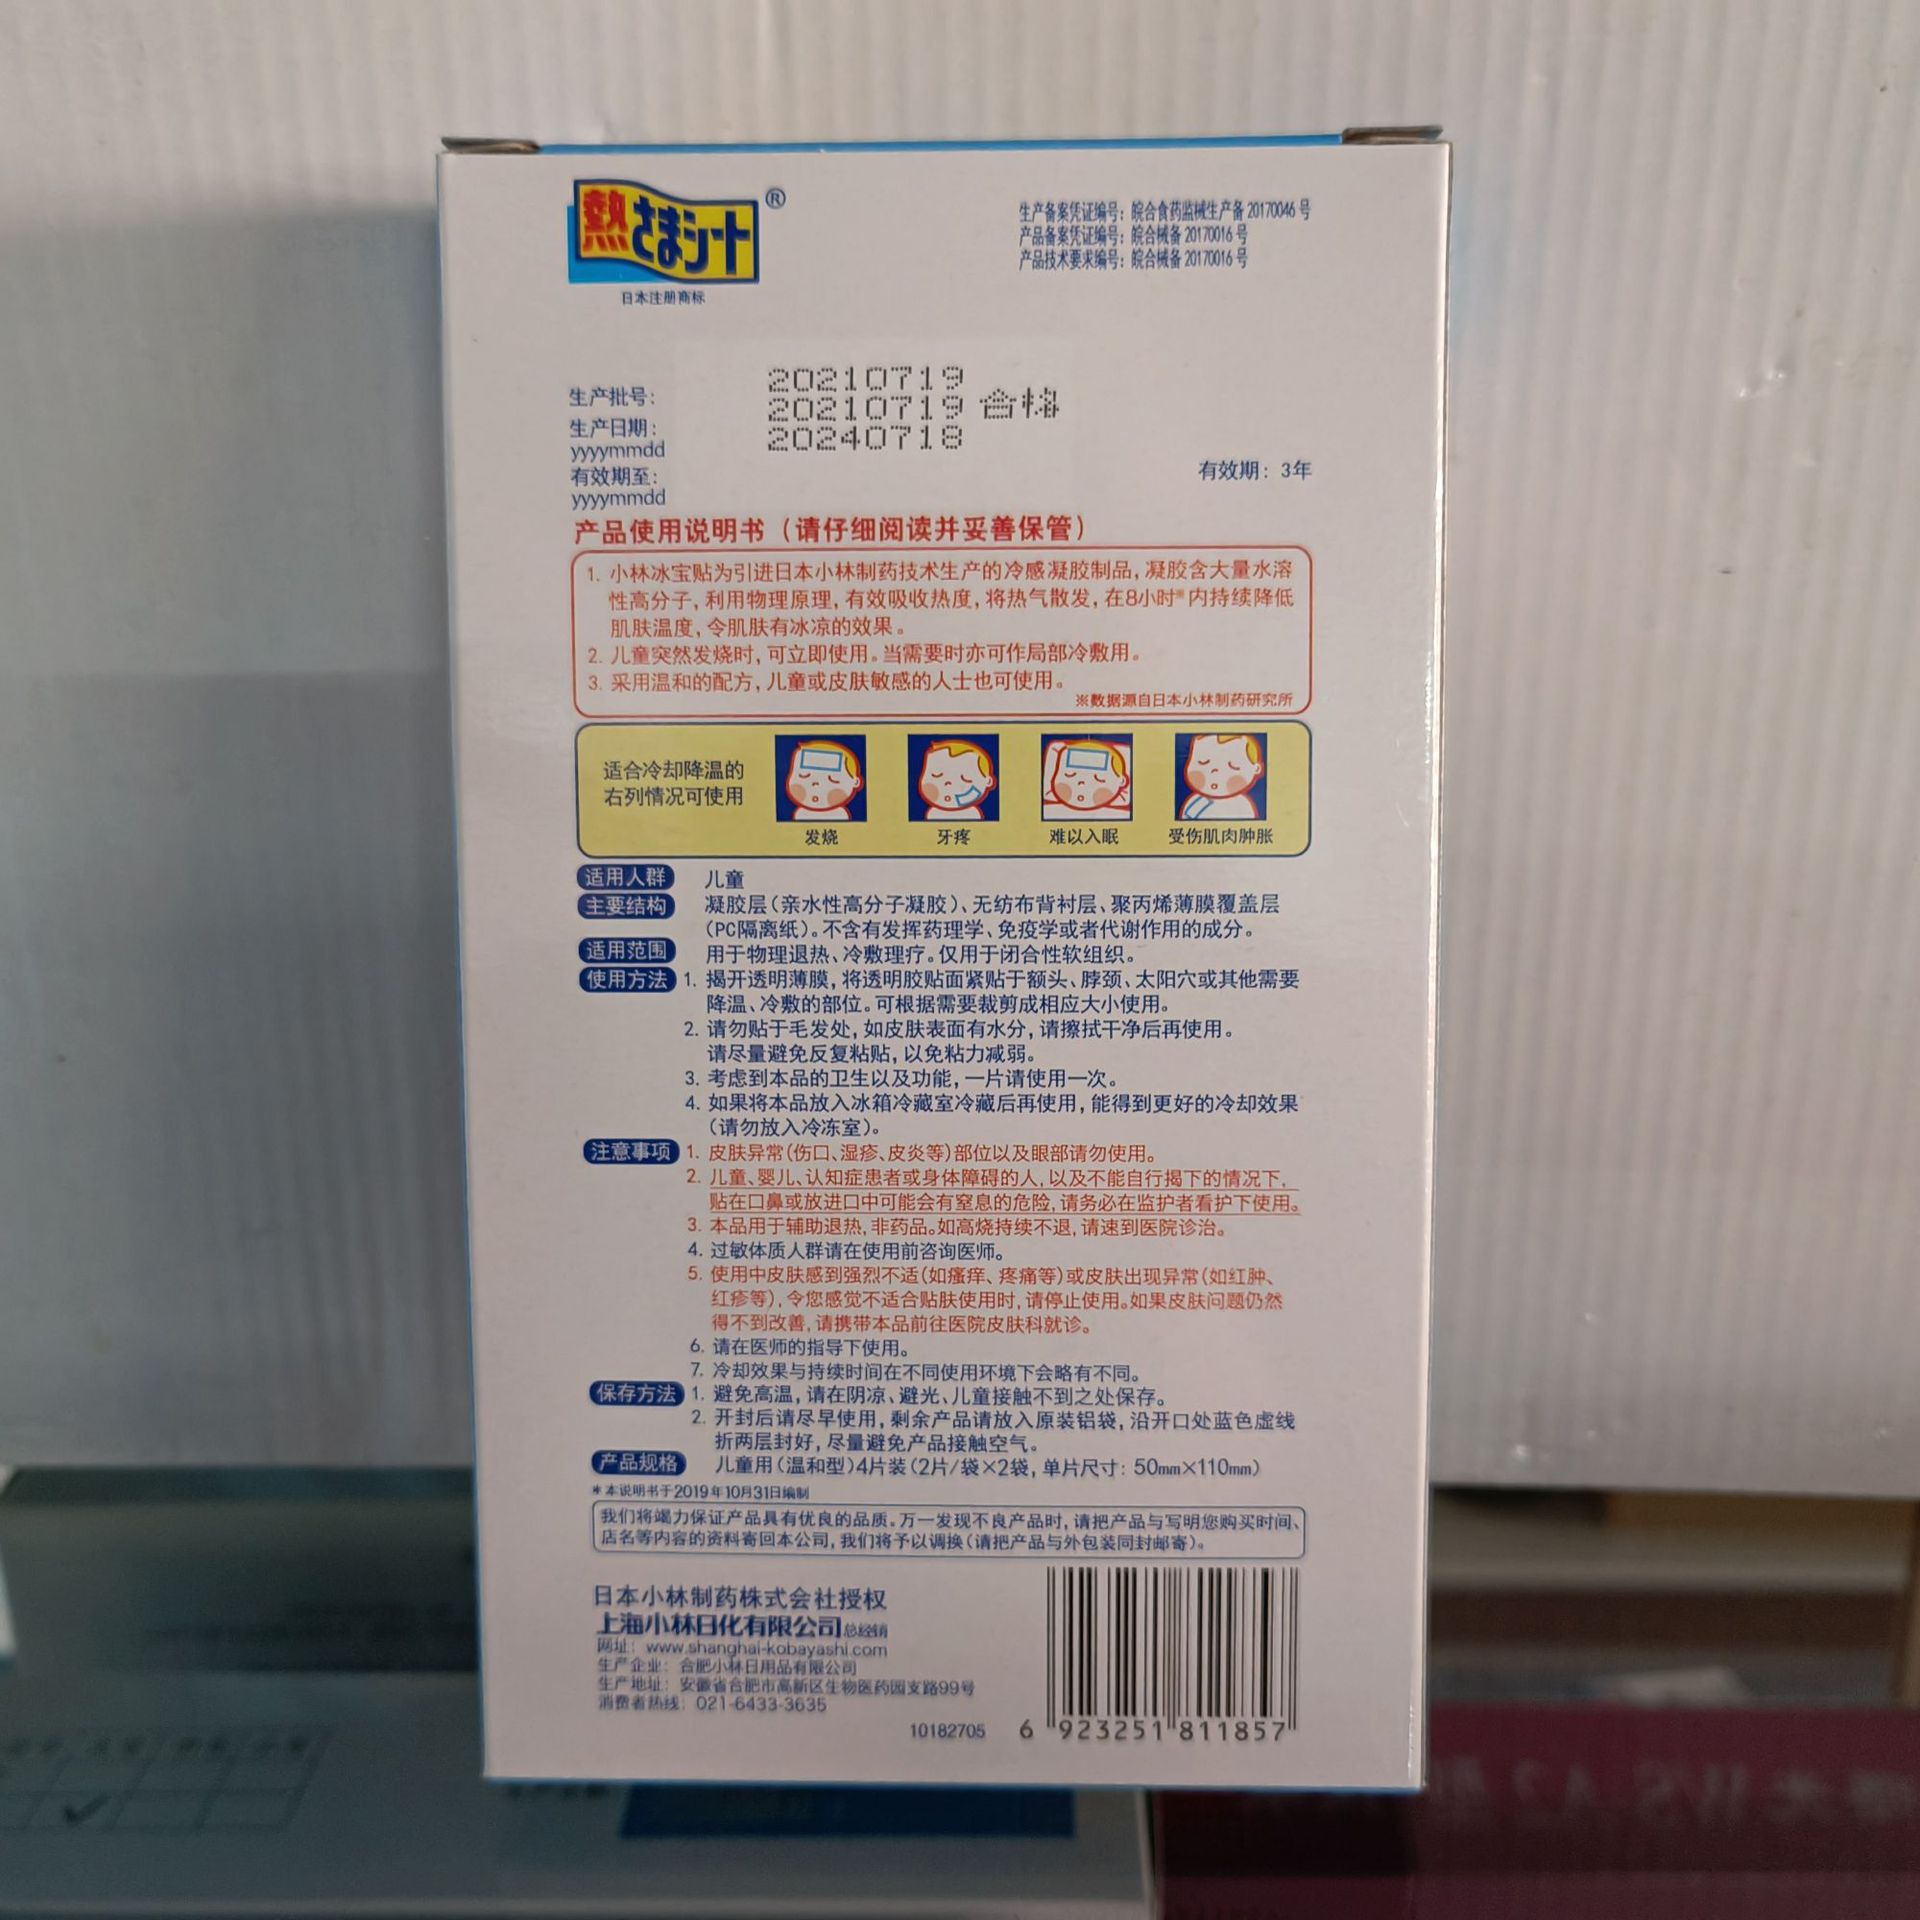 熱さまシート®
日本注册商标
生产备案凭证编号：皖合食药监械生产备20170046号
产品备案凭证编号：皖合械备20170016号
产品技术要求编号：皖合械备20170016号
生产批号：
20210719
生产日期：
20210719 合格
yyyymmdd
有效期至：
20240718
yyyymmdd
有效期：3年
产品使用说明书（请仔细阅读并妥善保管）
1. 小林冰宝贴为引进日本小林制药技术生产的冷感凝胶制品，凝胶含大量水溶
性高分子，利用物理原理，有效吸收热度，将热气散发，在8小时※内持续降低
肌肤温度，令肌肤有冰凉的效果。
2. 儿童突然发烧时，可立即使用。当需要时亦可作局部冷敷用。
3. 采用温和的配方，儿童或皮肤敏感的人士也可使用。
※数据源自日本小林制药研究所
适合冷却降温的
右列情况可使用
发烧
牙疼
难以入眠
受伤肌肉肿胀
适用人群 儿童
主要结构 凝胶层（亲水性高分子凝胶）、无纺布背衬层、聚丙烯薄膜覆盖层
（PC隔离纸）。不含有发挥药理学、免疫学或者代谢作用的成分。
适用范围 用于物理退热、冷敷理疗。仅用于闭合性软组织。
使用方法 1. 揭开透明薄膜，将透明胶贴面紧贴于额头、脖颈、太阳穴或其他需要
降温、冷敷的部位。可根据需要裁剪成相应大小使用。
2. 请勿贴于毛发处，如皮肤表面有水分，请擦拭干净后再使用。
请尽量避免反复粘贴，以免粘力减弱。
3. 考虑到本品的卫生以及功能，一片请使用一次。
4. 如果将本品放入冰箱冷藏室冷藏后再使用，能得到更好的冷却效果
（请勿放入冷冻室）。
注意事项 1. 皮肤异常（伤口、湿疹、皮炎等）部位以及眼部请勿使用。
2. 儿童、婴儿、认知症患者或身体障碍的人，以及不能自行揭下的情况下，
贴在口鼻或放进口中可能会有窒息的危险，请务必在监护者看护下使用。
3. 本品用于辅助退热，非药品。如高烧持续不退，请速到医院诊治。
4. 过敏体质人群请在使用前咨询医师。
5. 使用中皮肤感到强烈不适（如瘙痒、疼痛等）或皮肤出现异常（如红肿、
红疹等），令您感觉不适合贴肤使用时，请停止使用。如果皮肤问题仍然
得不到改善，请携带本品前往医院皮肤科就诊。
6. 请在医师的指导下使用。
7. 冷却效果与持续时间在不同使用环境下会略有不同。
保存方法 1. 避免高温，请在阴凉、避光、儿童接触不到之处保存。
2. 开封后请尽早使用，剩余产品请放入原装铝袋，沿开口处蓝色虚线
折两层封好，尽量避免产品接触空气。
产品规格 儿童用（温和型）4片装（2片/袋×2袋，单片尺寸：50mm×110mm）
*本说明书于2019年10月31日编制
我们将竭力保证产品具有优良的品质。万一发现不良产品时，请把产品与写明您购买时间、
店名等内容的资料寄回本公司，我们将予以调换（请把产品与外包装同封邮寄）。
日本小林制药株式会社授权
上海小林日化有限公司总经销
网址：www.shanghai-kobayashi.com
生产企业：合肥小林日用品有限公司
生产地址：安徽省合肥市高新区生物医药园支路99号
消费者热线：021-6433-3635
10182705
6 923251 811857